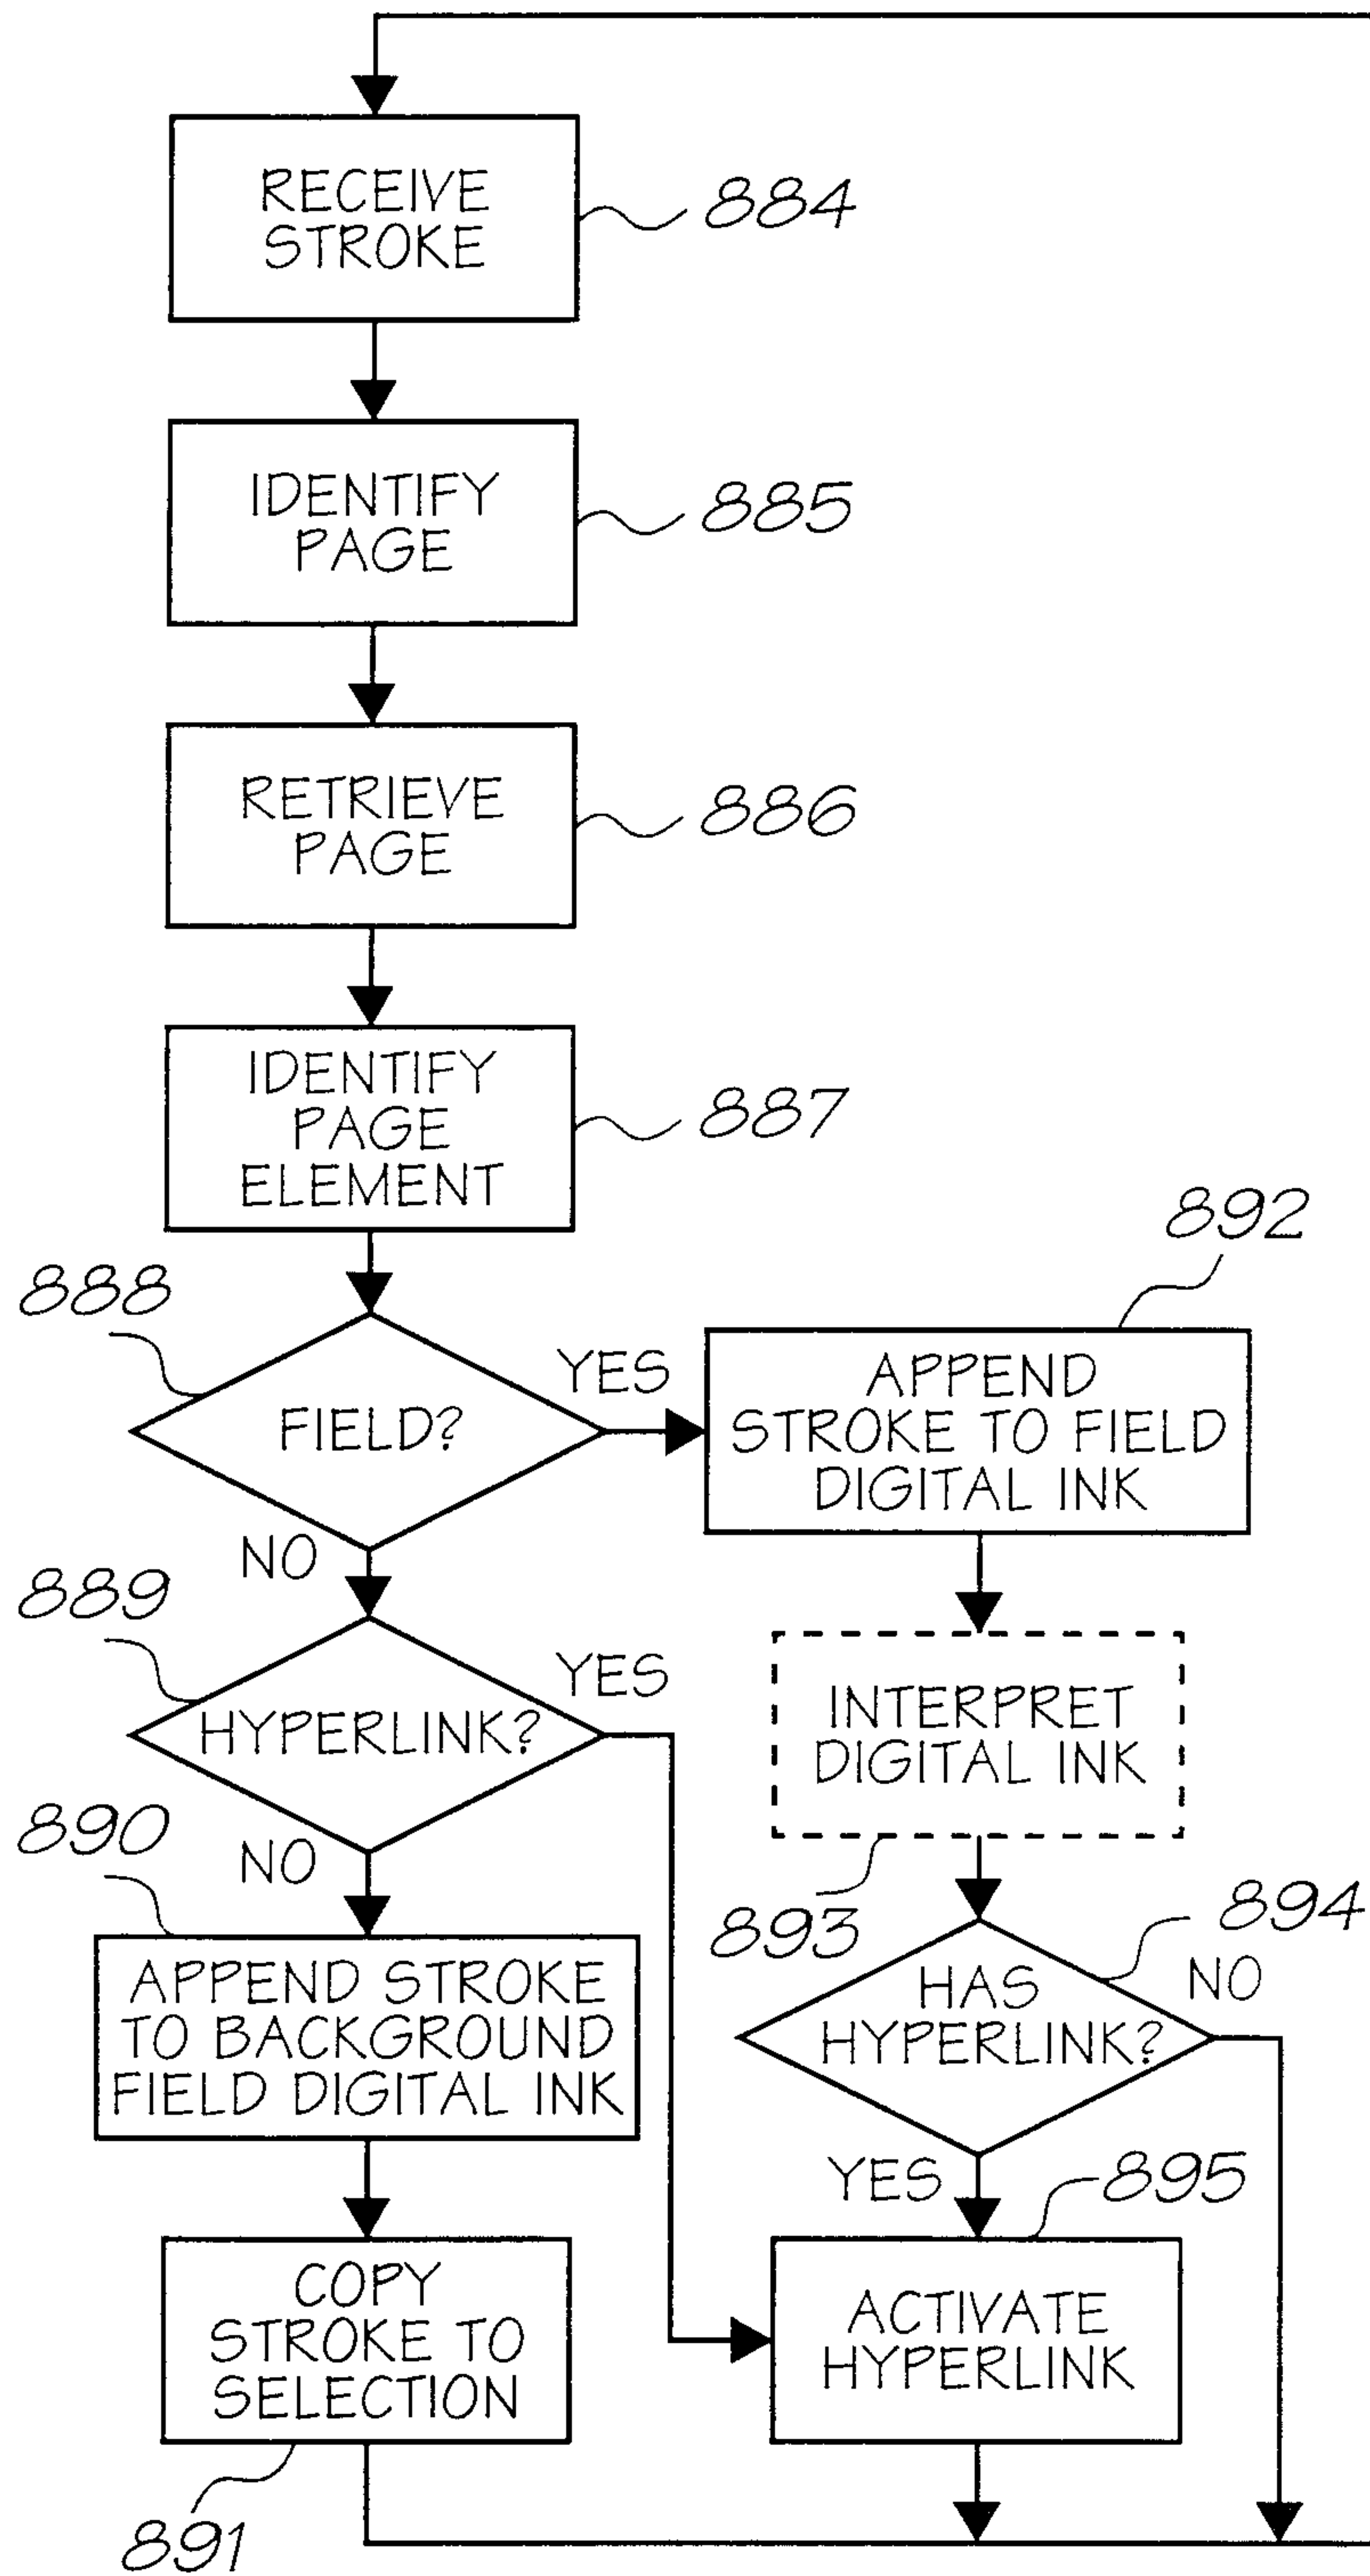 RECEIVE
STROKE
884
IDENTIFY
PAGE
885
RETRIEVE
PAGE
886
IDENTIFY
PAGE
ELEMENT
887
888
FIELD?
YES
NO
892
APPEND
STROKE TO FIELD
DIGITAL INK
889
HYPERLINK?
YES
NO
INTERPRET
DIGITAL INK
893
890
APPEND STROKE
TO BACKGROUND
FIELD DIGITAL INK
894
HAS
HYPERLINK?
NO
YES
895
COPY
STROKE TO
SELECTION
891
ACTIVATE
HYPERLINK